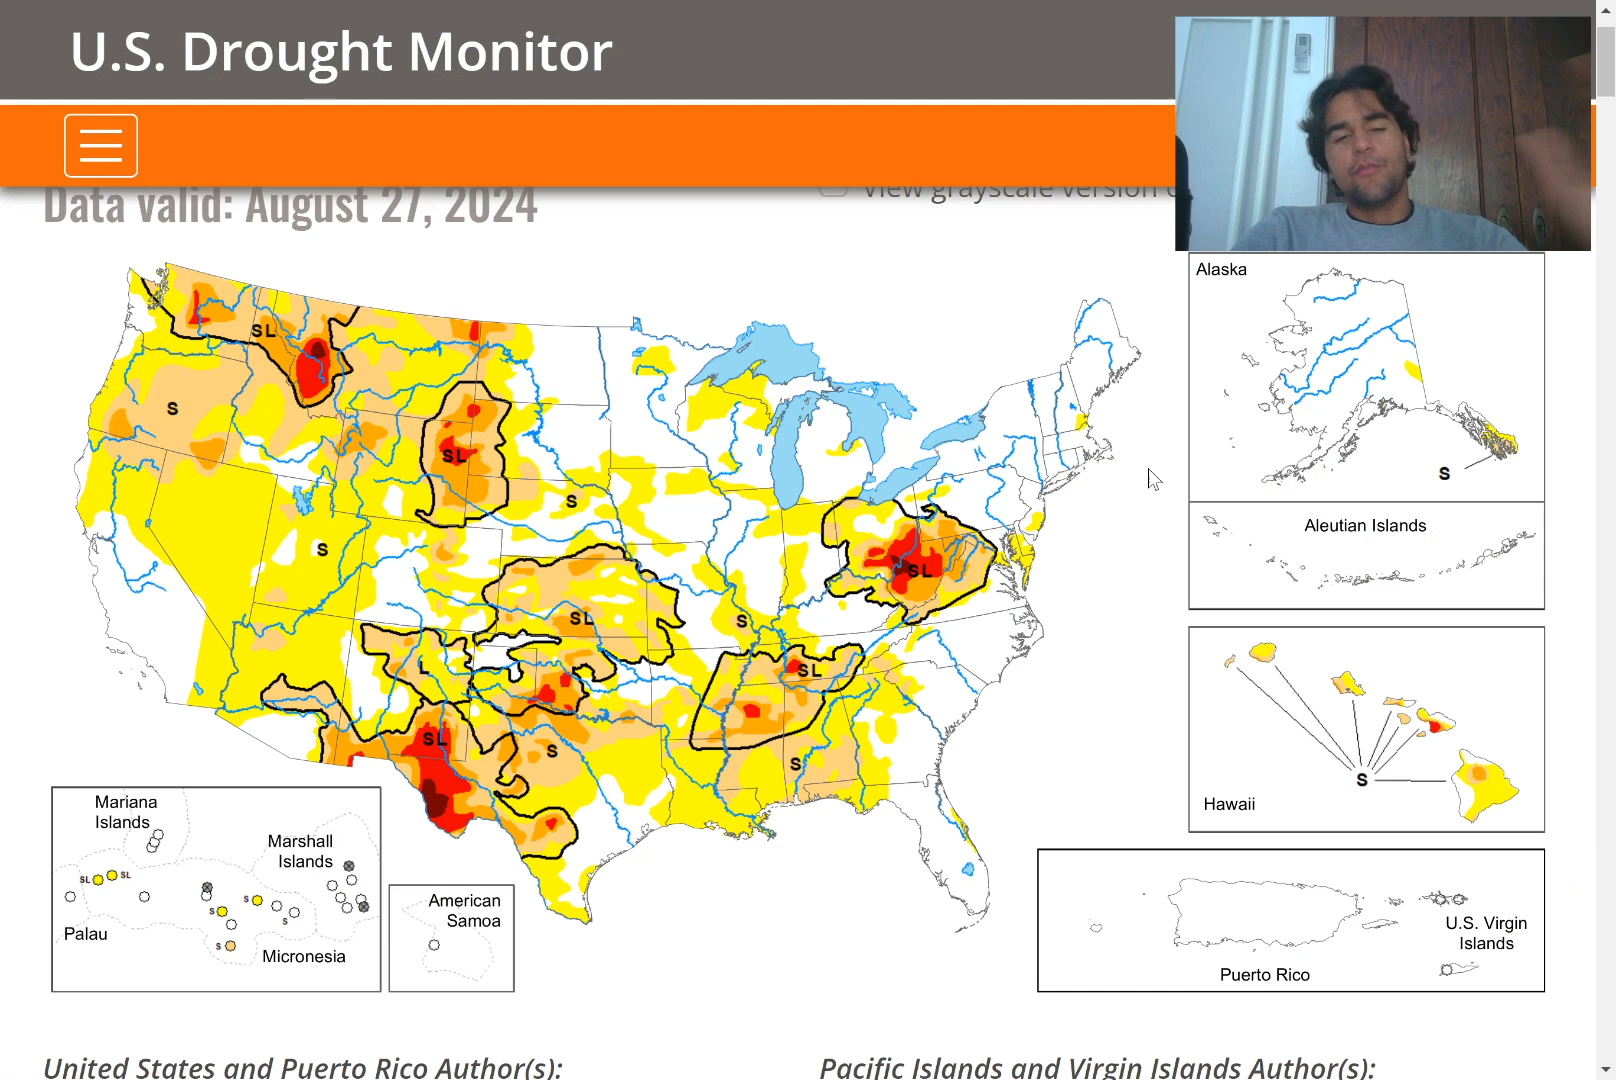 U.S. Drought Monitor
Data valid: August 27, 2024
View grayscale version
SL
S
SL
S
S
SL
SL
S
L
SL
SL
S
S
Alaska
S
Aleutian Islands
Hawaii
S
Mariana
Islands
Marshall
Islands
SL
SL
S
S
S
S
Palau
Micronesia
American
Samoa
U.S. Virgin
Islands
Puerto Rico
United States and Puerto Rico Author(s):
Pacific Islands and Virgin Islands Author(s):